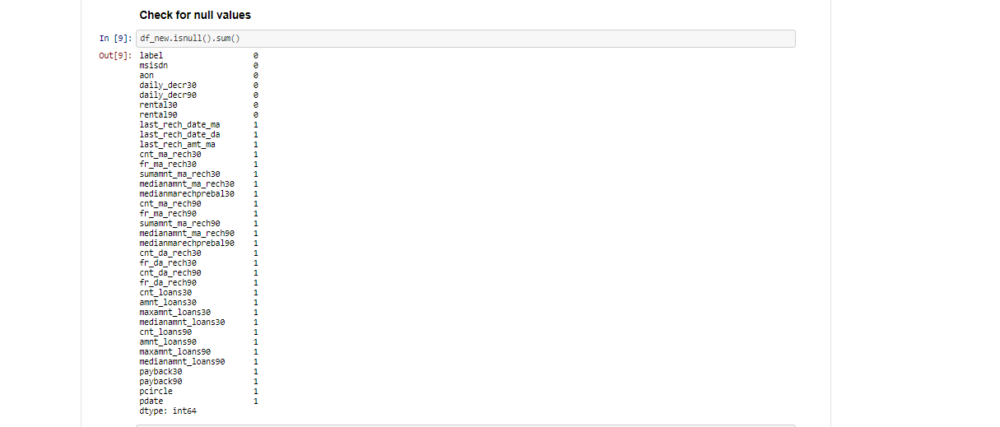 Check for null values
In [9]: df_new.isnull().sum()
Out[9]: label 0
msisdn 0
aon 0
daily_decr30 0
daily_decr90 0
rental30 0
rental90 0
last_rech_date_ma 1
last_rech_date_da 1
last_rech_amt_ma 1
cnt_ma_rech30 1
fr_ma_rech30 1
sumamnt_ma_rech30 1
medianamnt_ma_rech30 1
medianmarechprebal30 1
cnt_ma_rech90 1
fr_ma_rech90 1
sumamnt_ma_rech90 1
medianamnt_ma_rech90 1
medianmarechprebal90 1
cnt_da_rech30 1
fr_da_rech30 1
cnt_da_rech90 1
fr_da_rech90 1
cnt_loans30 1
amnt_loans30 1
maxamnt_loans30 1
medianamnt_loans30 1
cnt_loans90 1
amnt_loans90 1
maxamnt_loans90 1
medianamnt_loans90 1
payback30 1
payback90 1
pcircle 1
pdate 1
dtype: int64